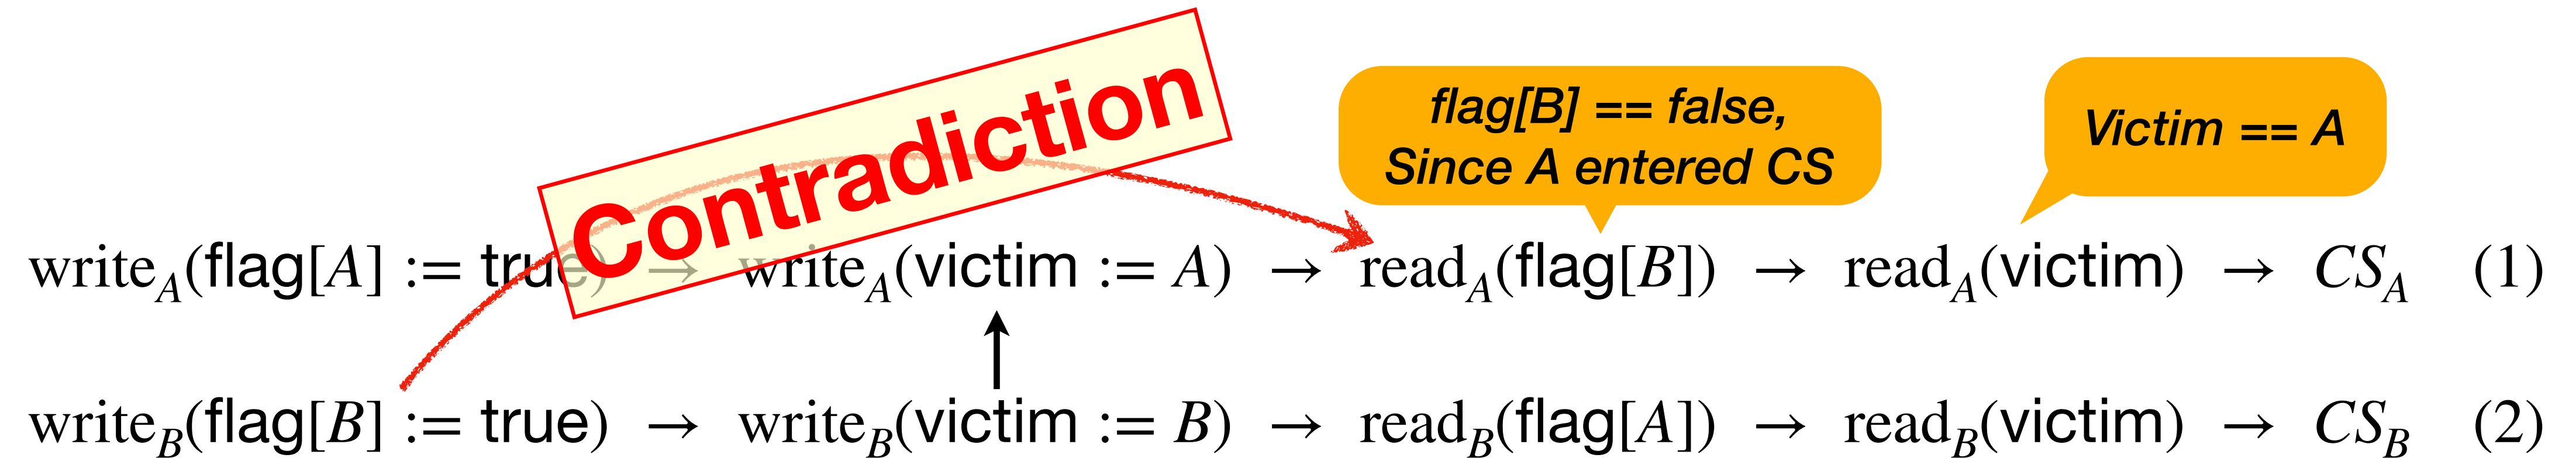 Contradiction
flag[B] == false,
Since A entered CS
Victim == A
write_A(flag[A] := true) → write_A(victim := A) → read_A(flag[B]) → read_A(victim) → CS_A (1)
write_B(flag[B] := true) → write_B(victim := B) → read_B(flag[A]) → read_B(victim) → CS_B (2)